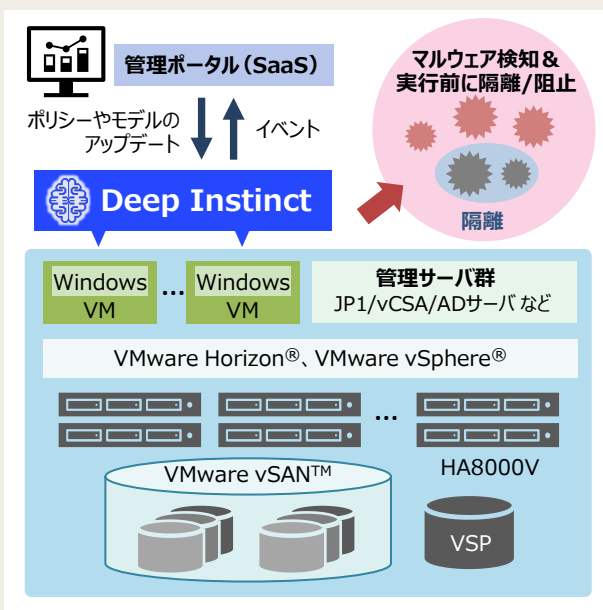 管理ポータル（SaaS）
ポリシーやモデルの
アップデート
イベント
マルウェア検知＆
実行前に隔離/阻止
隔離
Deep Instinct
Windows
VM
...
Windows
VM
管理サーバ群
JP1/vCSA/ADサーバ など
VMware Horizon®、VMware vSphere®
...
VMware vSAN™
HA8000V
VSP